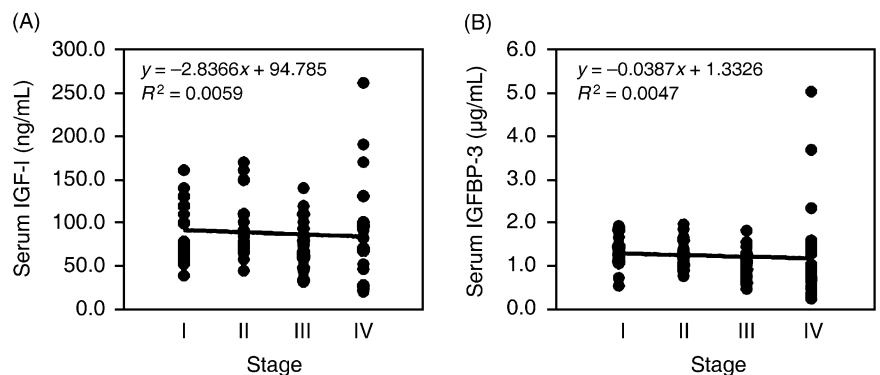 (A)
300.0
250.0
200.0
150.0
100.0
50.0
0.0
Serum IGF-I (ng/mL)
y = –2.8366x + 94.785
R² = 0.0059
I II III IV
Stage
(B)
6.0
5.0
4.0
3.0
2.0
1.0
0.0
Serum IGFBP-3 (µg/mL)
y = –0.0387x + 1.3326
R² = 0.0047
I II III IV
Stage